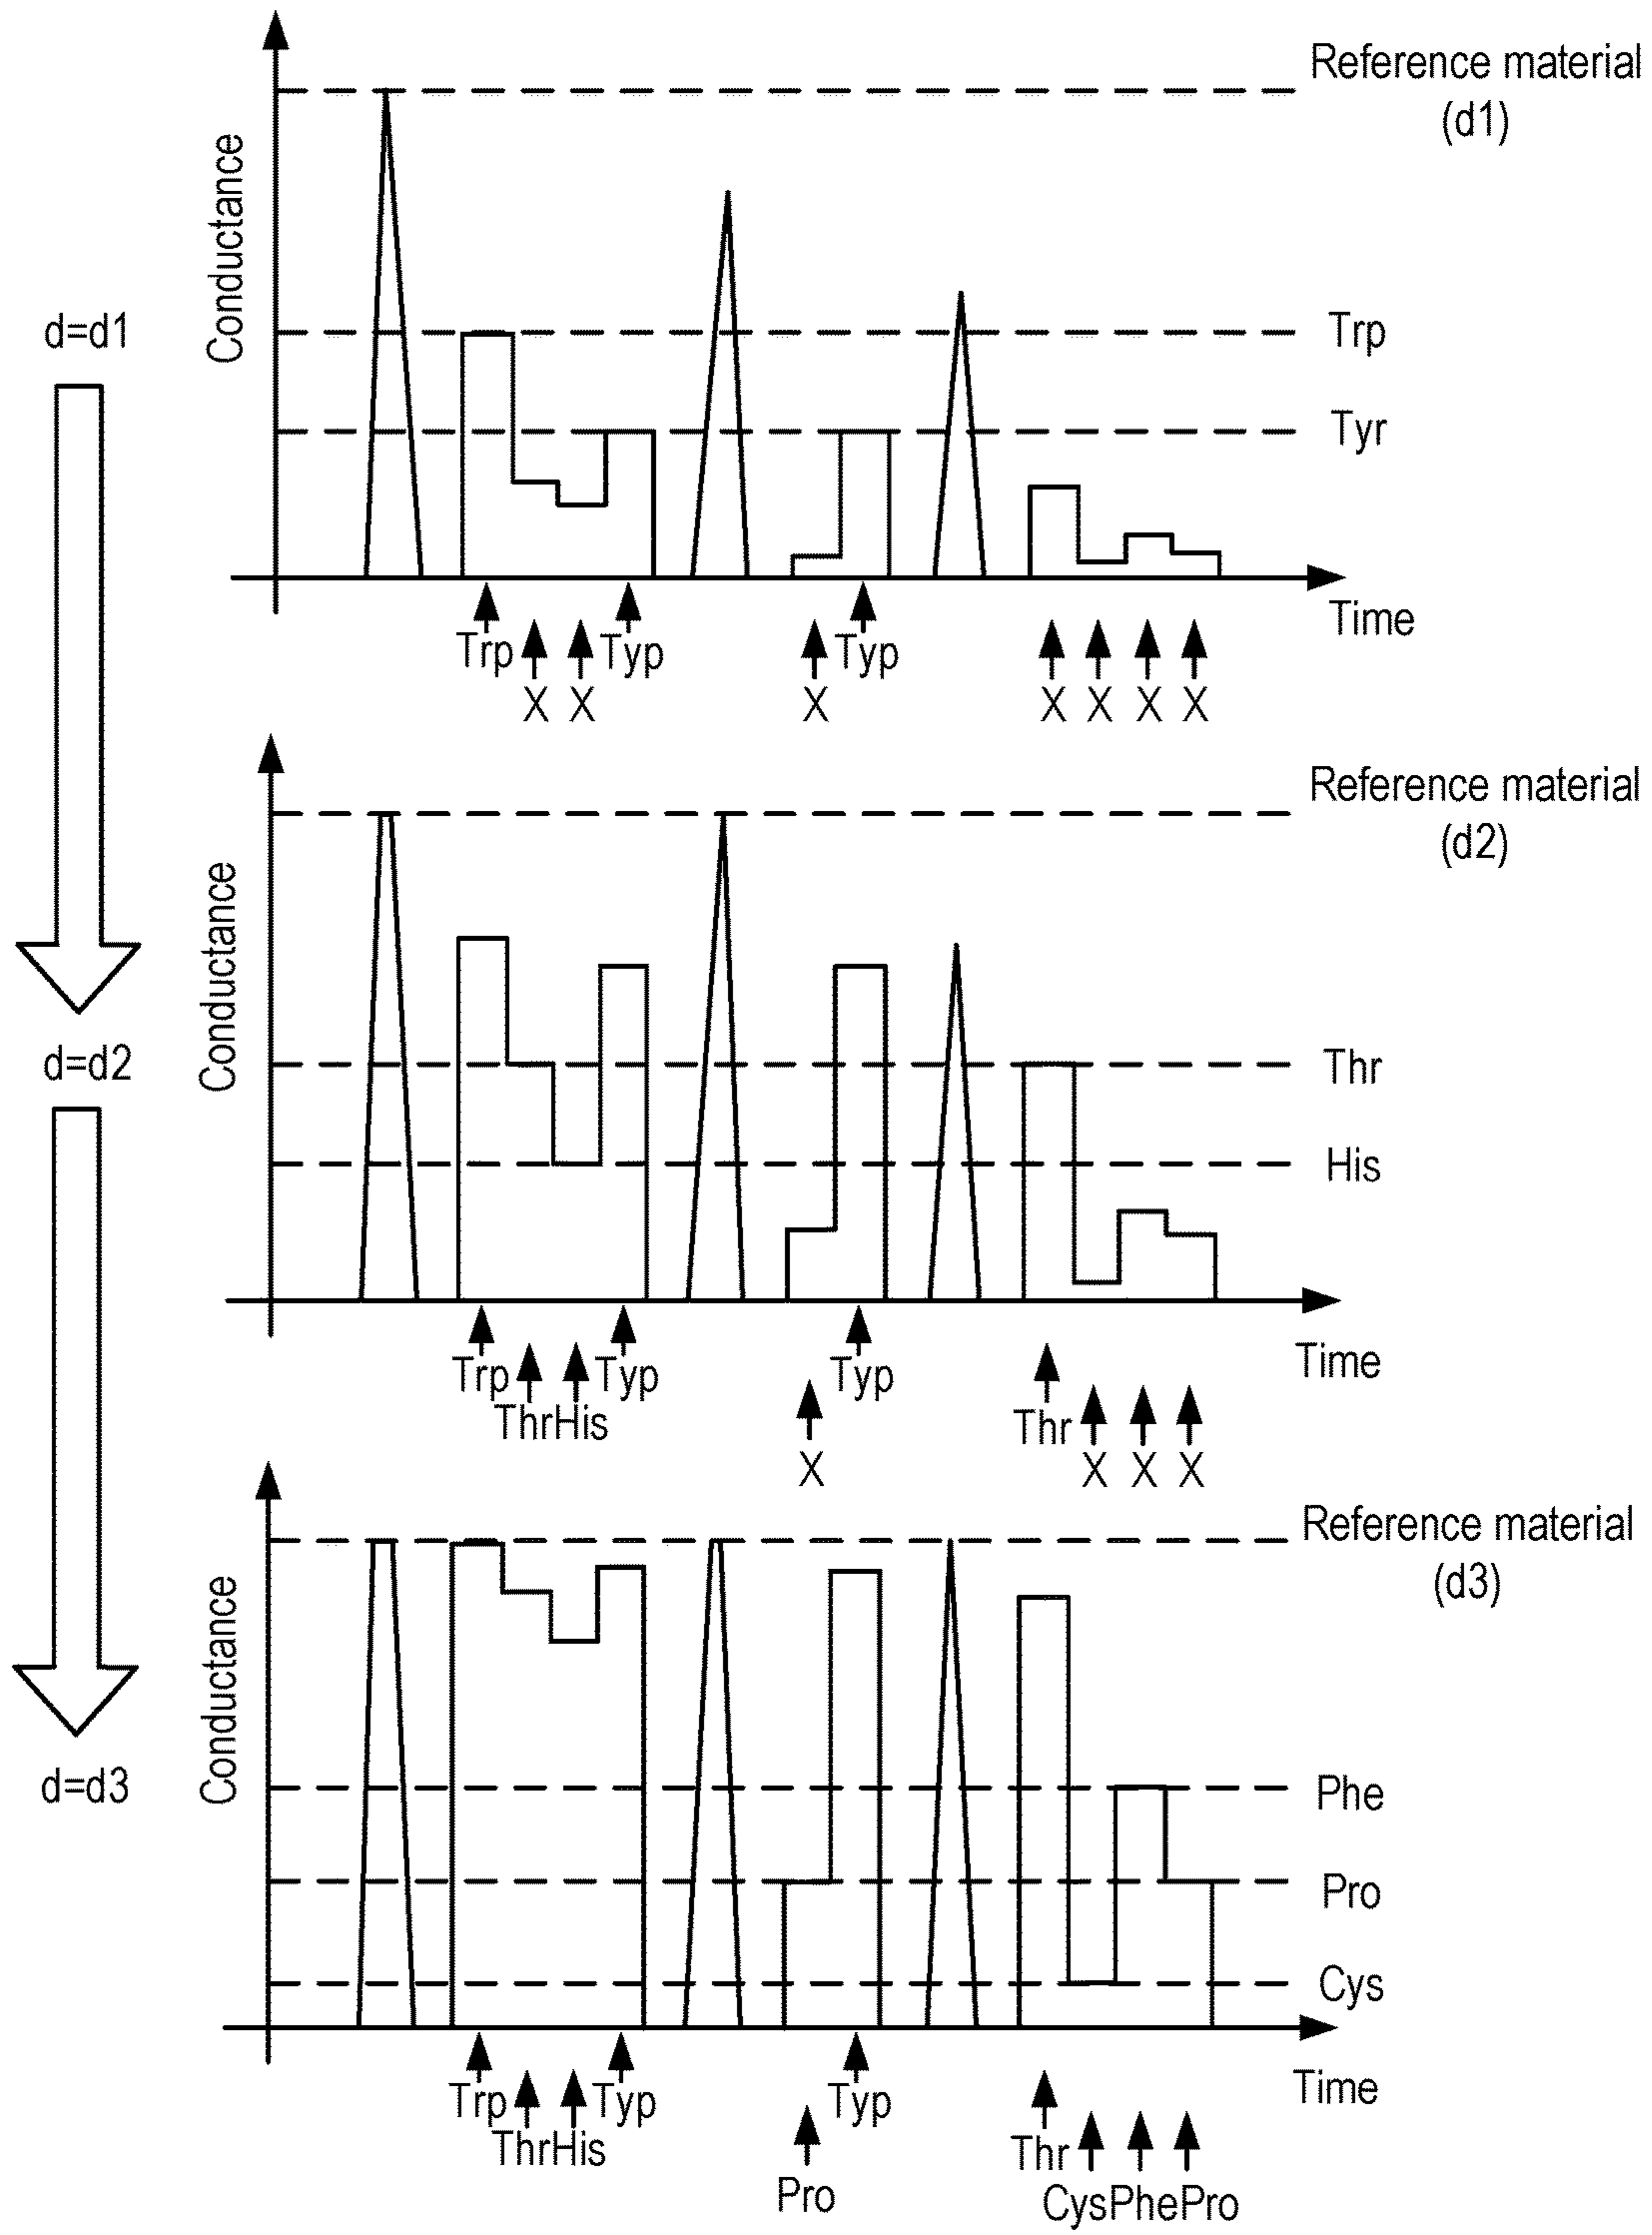 Reference material
(d1)
Conductance
d=d1
Trp
Tyr
Time
Trp Typ Typ
X X X X X X X
Reference material
(d2)
Conductance
d=d2
Thr
His
Time
Trp Typ Typ
ThrHis Thr
X X X X
Reference material
(d3)
Conductance
d=d3
Phe
Pro
Cys
Time
Trp Typ Typ
ThrHis Thr
Pro CysPhePro